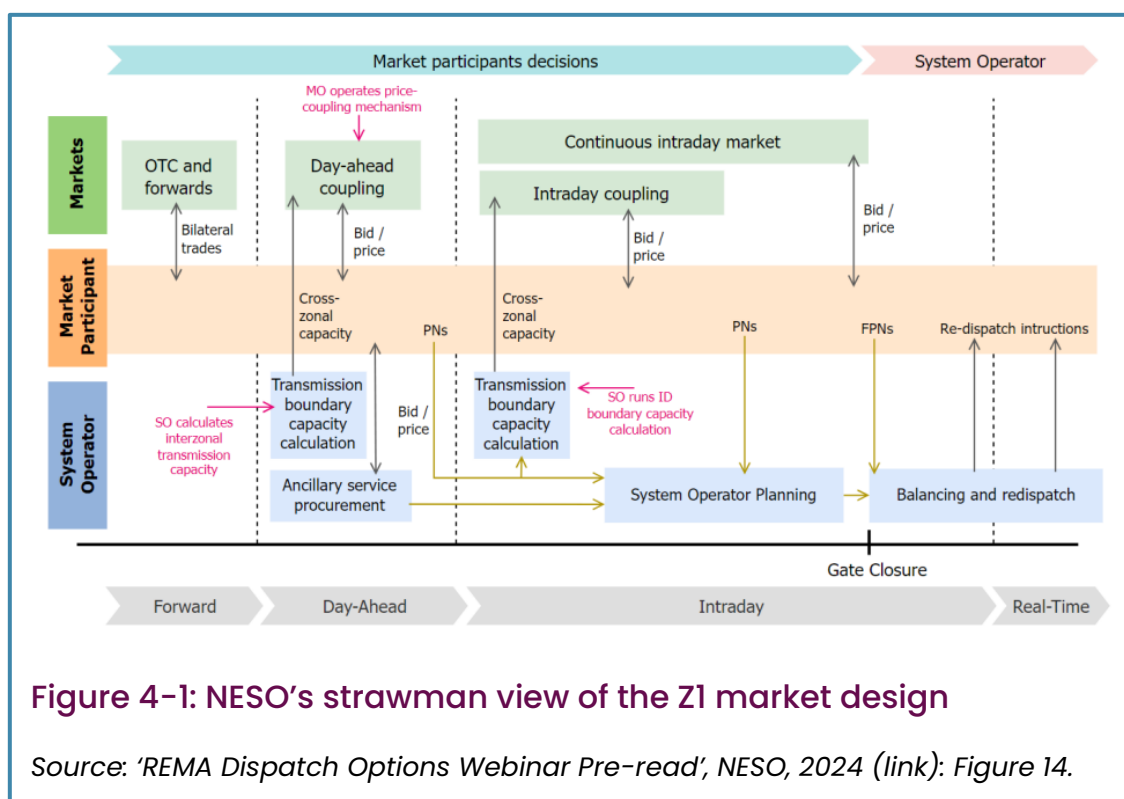 Market participants decisions
System Operator
MO operates price-
coupling mechanism
Markets
OTC and
forwards
Day-ahead
coupling
Continuous intraday market
Intraday coupling
Bilateral
trades
Bid /
price
Bid /
price
Bid /
price
Market
Participant
Cross-
zonal
capacity
PNs
Cross-
zonal
capacity
PNs
FPNs
Re-dispatch intructions
System
Operator
SO calculates
interzonal
transmission
capacity
Transmission
boundary
capacity
calculation
Bid /
price
Transmission
boundary
capacity
calculation
SO runs ID
boundary capacity
calculation
Ancillary service
procurement
System Operator Planning
Balancing and redispatch
Gate Closure
Forward
Day-Ahead
Intraday
Real-Time
Figure 4-1: NESO’s strawman view of the Z1 market design
Source: ‘REMA Dispatch Options Webinar Pre-read’, NESO, 2024 (link): Figure 14.